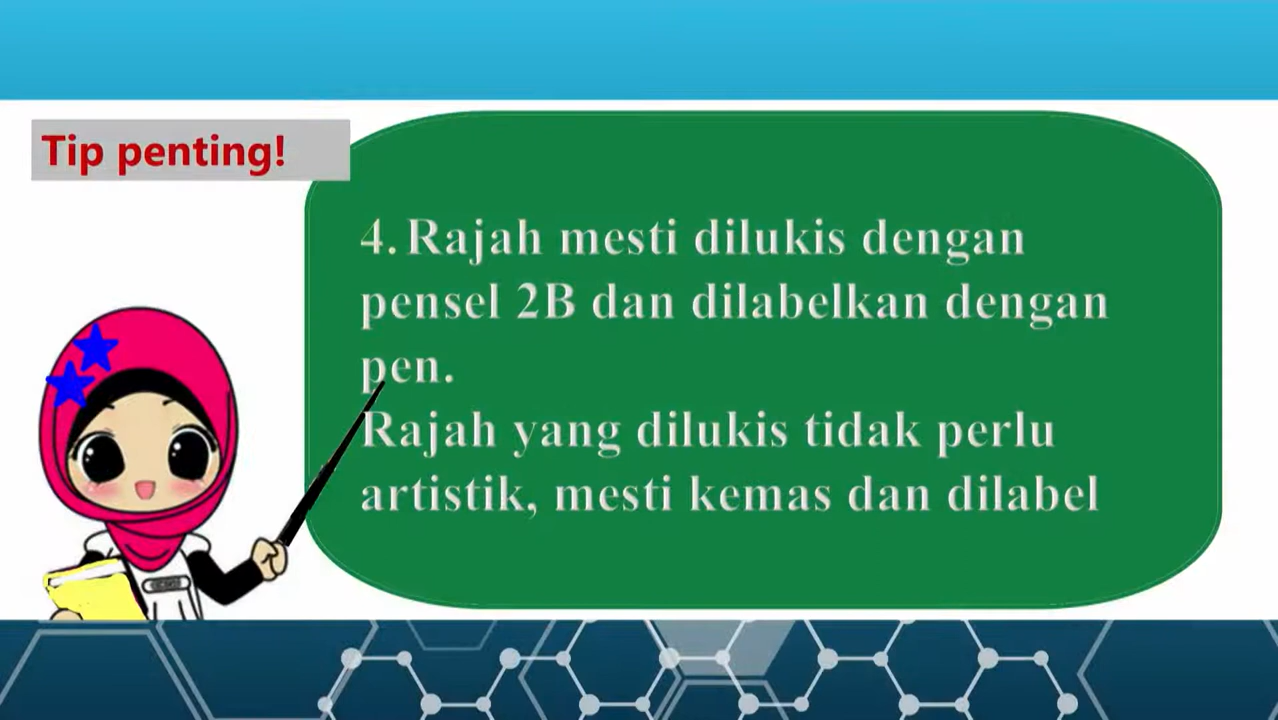 Tip penting!
4. Rajah mesti dilukis dengan
pensel 2B dan dilabelkan dengan
pen.
Rajah yang dilukis tidak perlu
artistik, mesti kemas dan dilabel